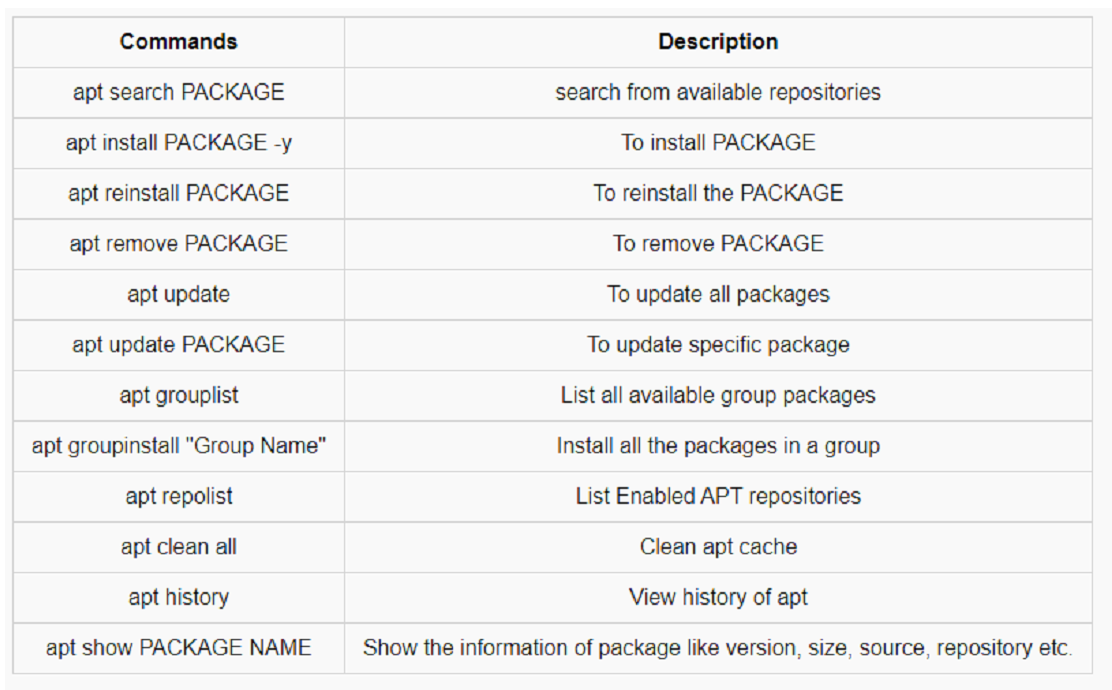 Commands Description
apt search PACKAGE search from available repositories
apt install PACKAGE -y To install PACKAGE
apt reinstall PACKAGE To reinstall the PACKAGE
apt remove PACKAGE To remove PACKAGE
apt update To update all packages
apt update PACKAGE To update specific package
apt grouplist List all available group packages
apt groupinstall "Group Name" Install all the packages in a group
apt repolist List Enabled APT repositories
apt clean all Clean apt cache
apt history View history of apt
apt show PACKAGE NAME Show the information of package like version, size, source, repository etc.